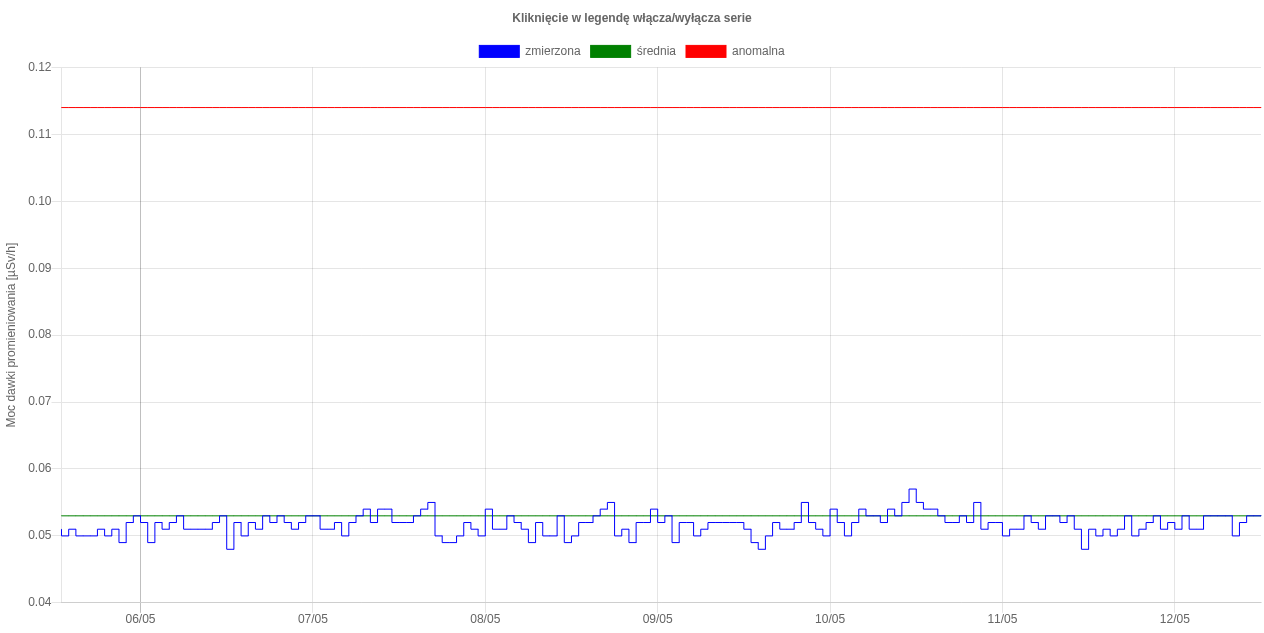 Kliknięcie w legendę włącza/wyłącza serie
zmierzona średnia anomalna
Moc dawki promieniowania [µSv/h]
0.12
0.11
0.10
0.09
0.08
0.07
0.06
0.05
0.04
06/05 07/05 08/05 09/05 10/05 11/05 12/05